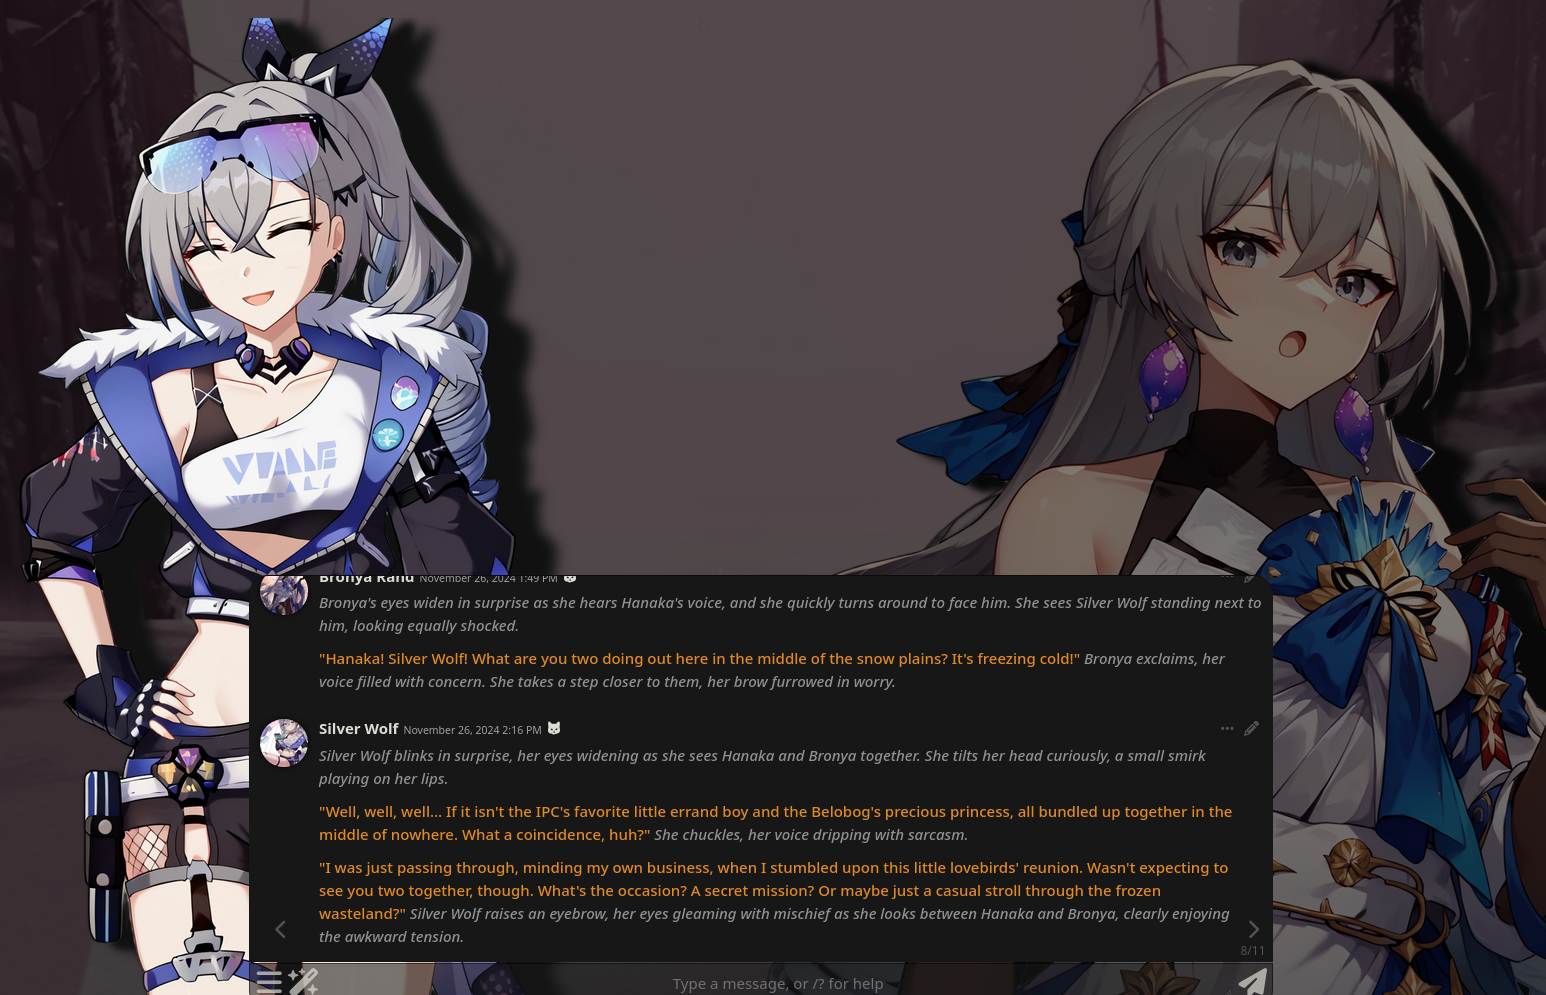 Bronya Rand November 26, 2024 1:49 PM
Bronya's eyes widen in surprise as she hears Hanaka's voice, and she quickly turns around to face him. She sees Silver Wolf standing next to
him, looking equally shocked.
"Hanaka! Silver Wolf! What are you two doing out here in the middle of the snow plains? It's freezing cold!" Bronya exclaims, her
voice filled with concern. She takes a step closer to them, her brow furrowed in worry.
Silver Wolf November 26, 2024 2:16 PM
Silver Wolf blinks in surprise, her eyes widening as she sees Hanaka and Bronya together. She tilts her head curiously, a small smirk
playing on her lips.
"Well, well, well... If it isn't the IPC's favorite little errand boy and the Belobog's precious princess, all bundled up together in the
middle of nowhere. What a coincidence, huh?" She chuckles, her voice dripping with sarcasm.
"I was just passing through, minding my own business, when I stumbled upon this little lovebirds' reunion. Wasn't expecting to
see you two together, though. What's the occasion? A secret mission? Or maybe just a casual stroll through the frozen
wasteland?" Silver Wolf raises an eyebrow, her eyes gleaming with mischief as she looks between Hanaka and Bronya, clearly enjoying
the awkward tension.
8/11
Type a message, or /? for help